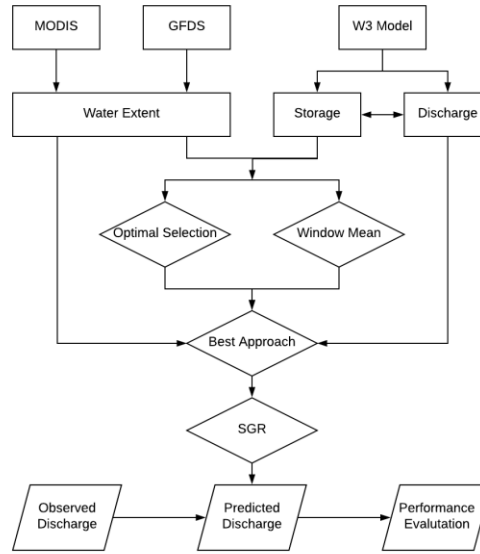 MODIS
GFDS
W3 Model
Water Extent
Storage
Discharge
Optimal Selection
Window Mean
Best Approach
SGR
Observed
Discharge
Predicted
Discharge
Performance
Evalutation